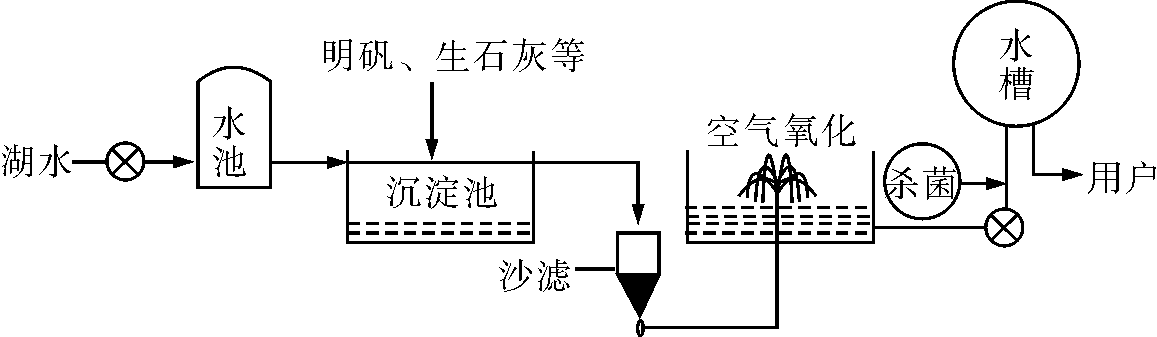 明矾、生石灰等
水槽
空气氧化
水池
湖水
沉淀池
杀菌
用户
沙滤